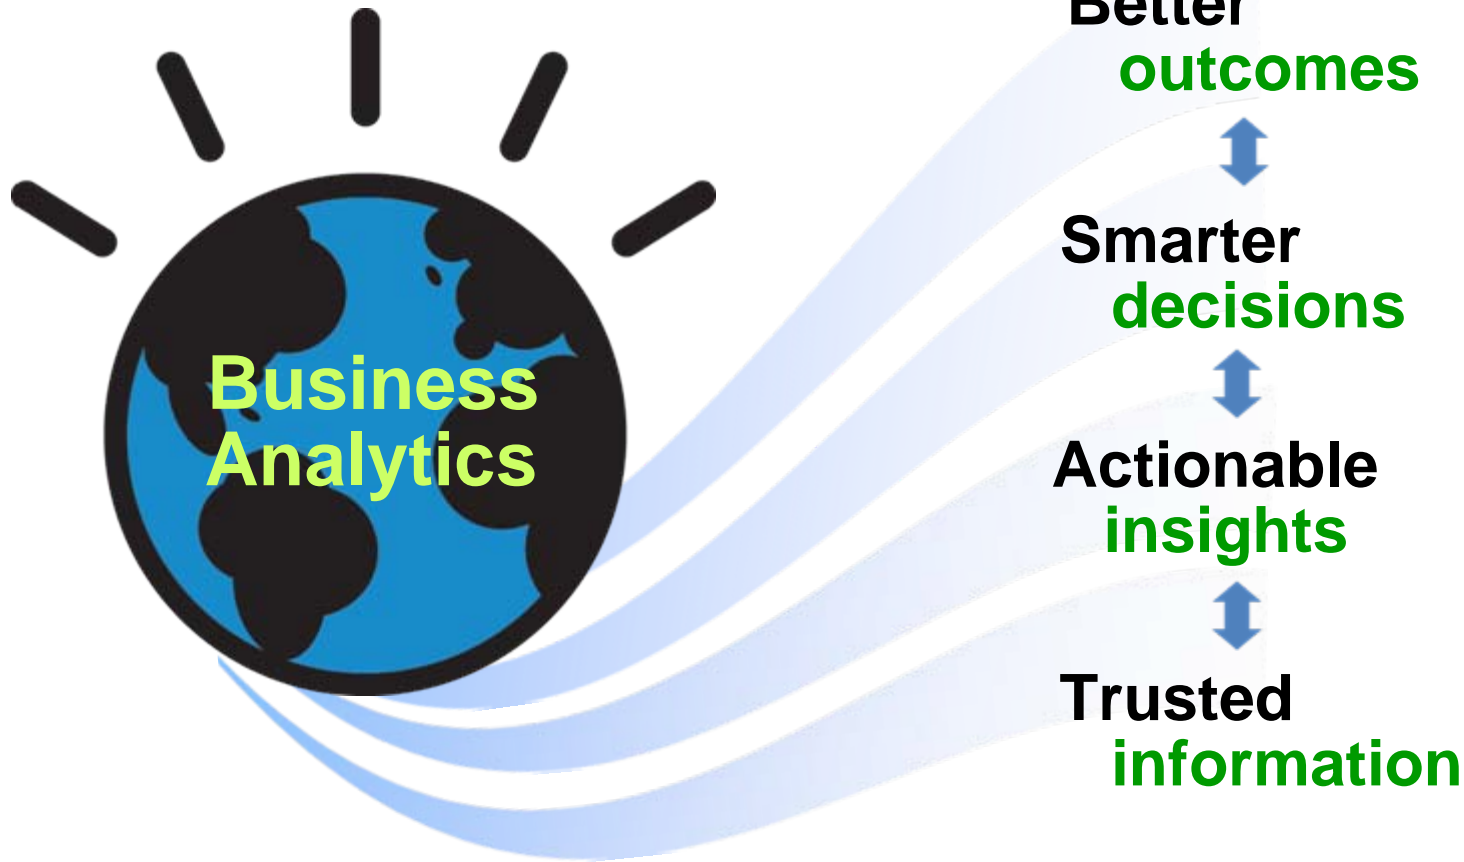 Better
outcomes
Smarter
decisions
Business
Analytics
Actionable
insights
Trusted
information